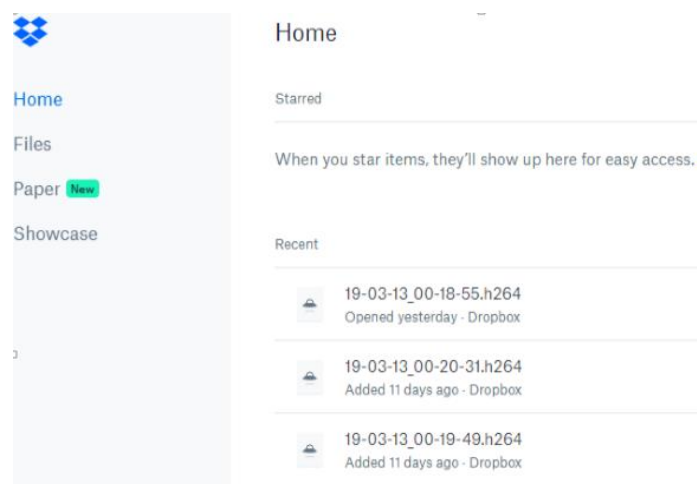 Home
Files
Paper New
Showcase
Home
Starred
When you star items, they'll show up here for easy access.
Recent
19-03-13_00-18-55.h264
Opened yesterday · Dropbox
19-03-13_00-20-31.h264
Added 11 days ago · Dropbox
19-03-13_00-19-49.h264
Added 11 days ago · Dropbox